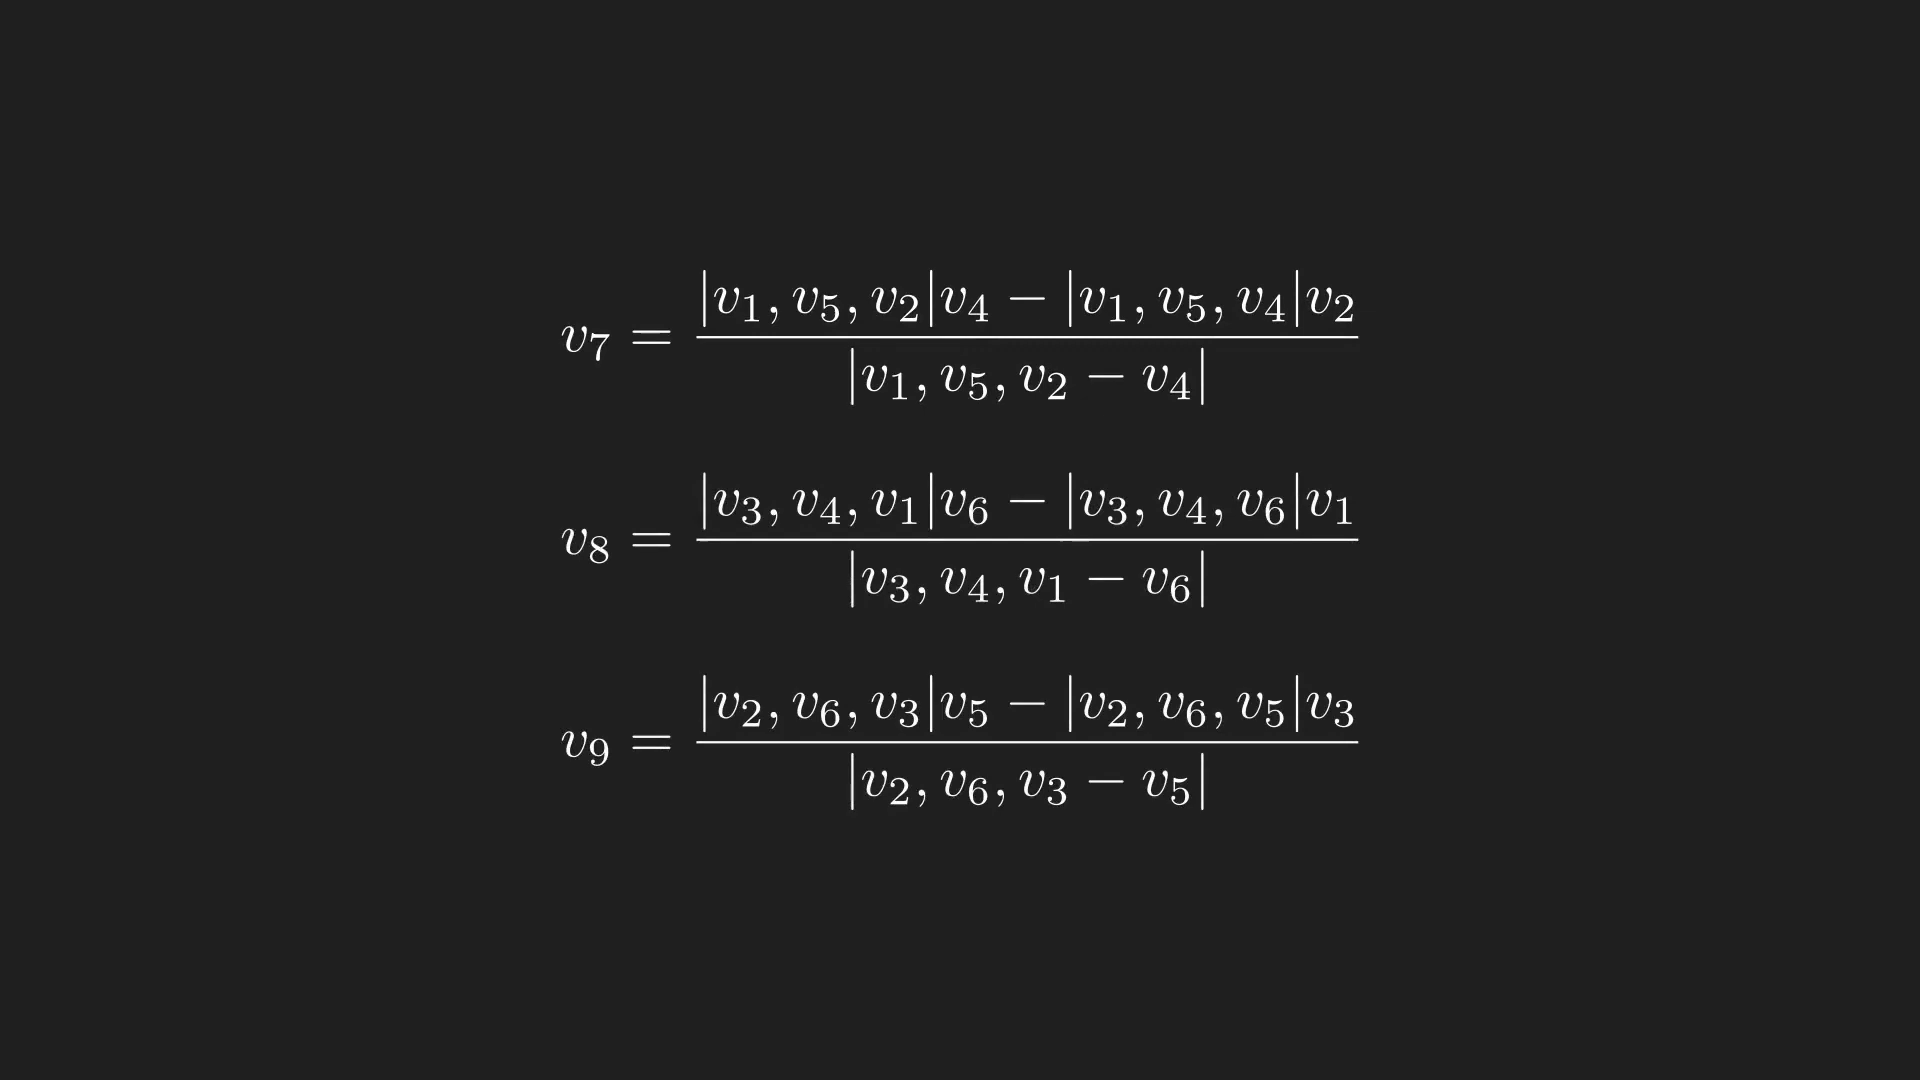 v₇ = |v₁, v₅, v₂|v₄ − |v₁, v₅, v₄|v₂ / |v₁, v₅, v₂ − v₄|
v₈ = |v₃, v₄, v₁|v₆ − |v₃, v₄, v₆|v₁ / |v₃, v₄, v₁ − v₆|
v₉ = |v₂, v₆, v₃|v₅ − |v₂, v₆, v₅|v₃ / |v₂, v₆, v₃ − v₅|